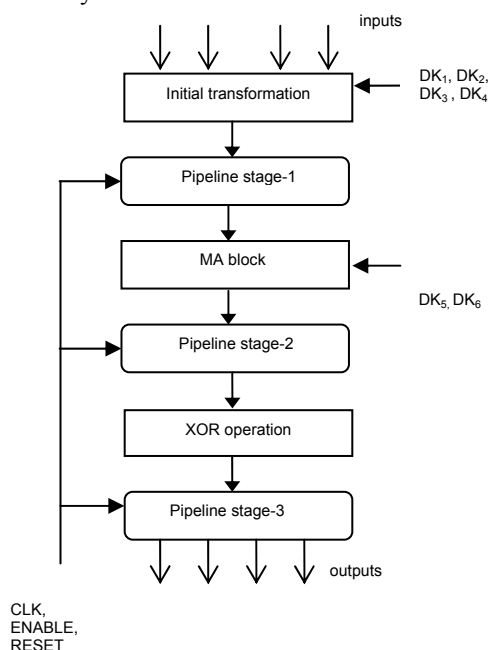 inputs
DK₁, DK₂,
DK₃ , DK₄
Initial transformation
Pipeline stage-1
MA block
DK₅, DK₆
Pipeline stage-2
XOR operation
Pipeline stage-3
outputs
CLK,
ENABLE,
RESET